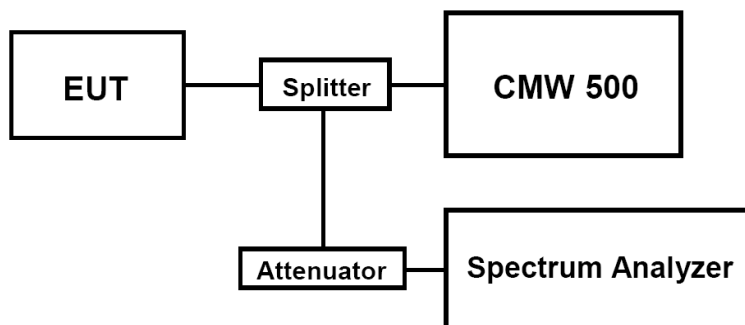 EUT
Splitter
CMW 500
Attenuator
Spectrum Analyzer